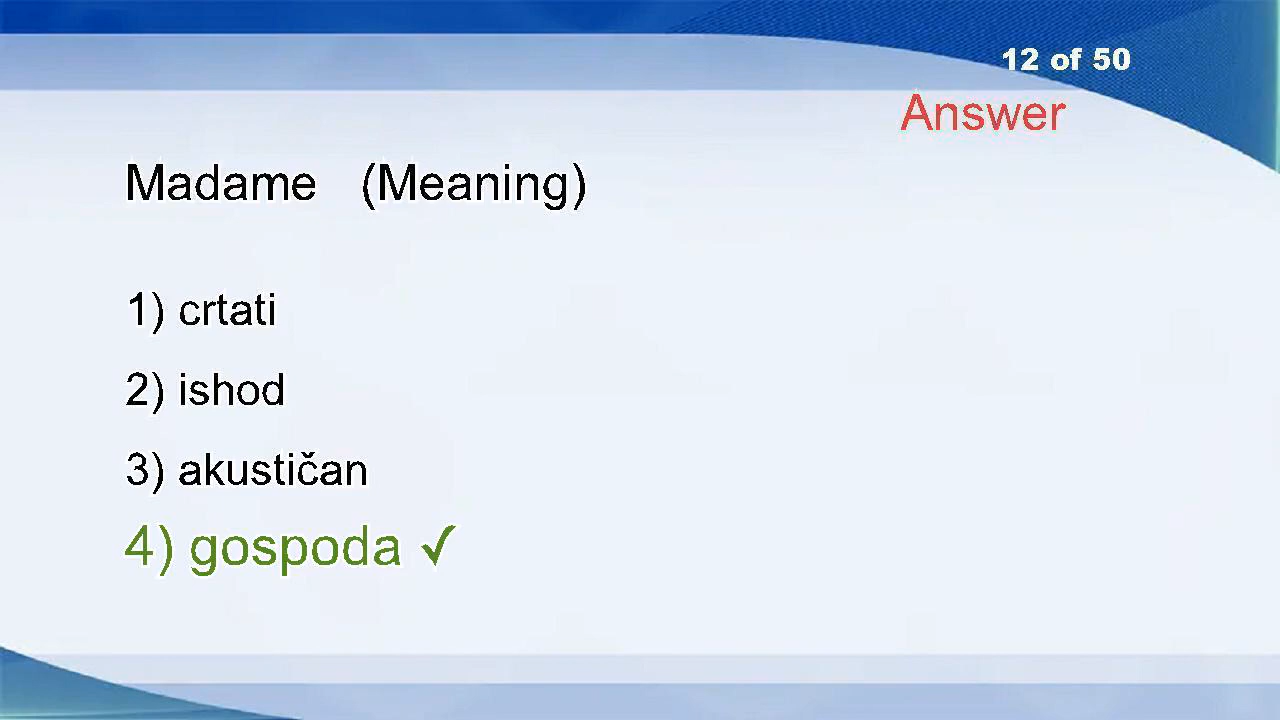 12 of 50
Answer
Madame (Meaning)
1) crtati
2) ishod
3) akustičan
4) gospoda ✓